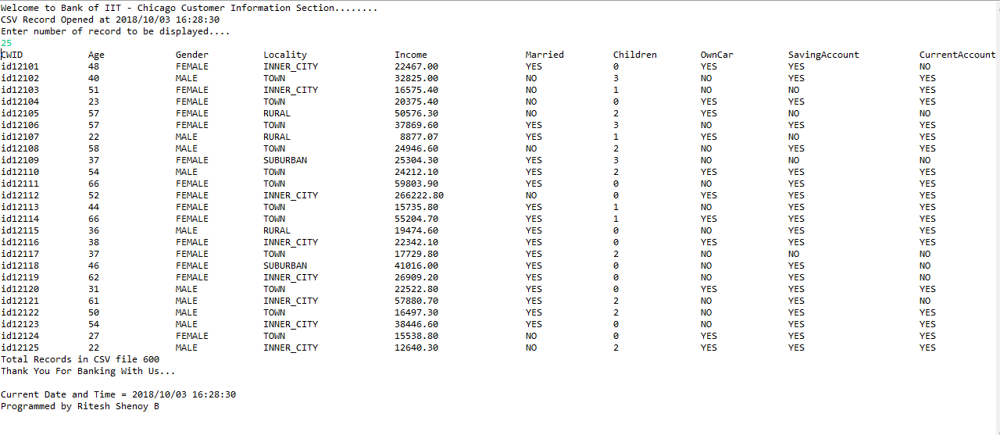 Welcome to Bank of IIT - Chicago Customer Information Section........
CSV Record Opened at 2018/10/03 16:28:30
Enter number of record to be displayed....
25
CWID Age Gender Locality Income Married Children OwnCar SavingAccount CurrentAccount
id12101 48 FEMALE INNER_CITY 22467.00 YES 0 YES YES NO
id12102 40 MALE TOWN 32825.00 NO 3 NO YES YES
id12103 51 FEMALE INNER_CITY 16575.40 NO 1 NO NO YES
id12104 23 FEMALE TOWN 20375.40 NO 0 YES YES YES
id12105 57 FEMALE RURAL 50576.30 NO 2 YES NO NO
id12106 57 FEMALE TOWN 37869.60 YES 3 NO YES YES
id12107 22 MALE RURAL 8877.07 YES 1 YES NO YES
id12108 58 MALE TOWN 24946.60 NO 2 NO YES YES
id12109 37 FEMALE SUBURBAN 25304.30 YES 3 NO NO NO
id12110 54 MALE TOWN 24212.10 YES 2 YES YES YES
id12111 66 FEMALE TOWN 59803.90 YES 0 NO YES YES
id12112 52 FEMALE INNER_CITY 266222.80 NO 0 YES YES YES
id12113 44 FEMALE TOWN 15735.80 YES 1 NO YES YES
id12114 66 FEMALE TOWN 55204.70 YES 1 YES YES YES
id12115 36 MALE RURAL 19474.60 YES 0 NO YES YES
id12116 38 FEMALE INNER_CITY 22342.10 YES 0 YES YES YES
id12117 37 FEMALE TOWN 17729.80 YES 2 NO NO NO
id12118 46 FEMALE SUBURBAN 41016.00 YES 0 NO YES NO
id12119 62 FEMALE INNER_CITY 26909.20 YES 0 NO YES NO
id12120 31 MALE TOWN 22522.80 YES 0 YES YES YES
id12121 61 MALE INNER_CITY 57880.70 YES 2 NO YES NO
id12122 50 MALE TOWN 16497.30 YES 2 NO YES YES
id12123 54 MALE INNER_CITY 38446.60 YES 0 NO YES YES
id12124 27 FEMALE TOWN 15538.80 NO 0 YES YES YES
id12125 22 MALE INNER_CITY 12640.30 NO 2 YES YES YES
Total Records in CSV file 600
Thank You For Banking With Us...
Current Date and Time = 2018/10/03 16:28:30
Programmed by Ritesh Shenoy B